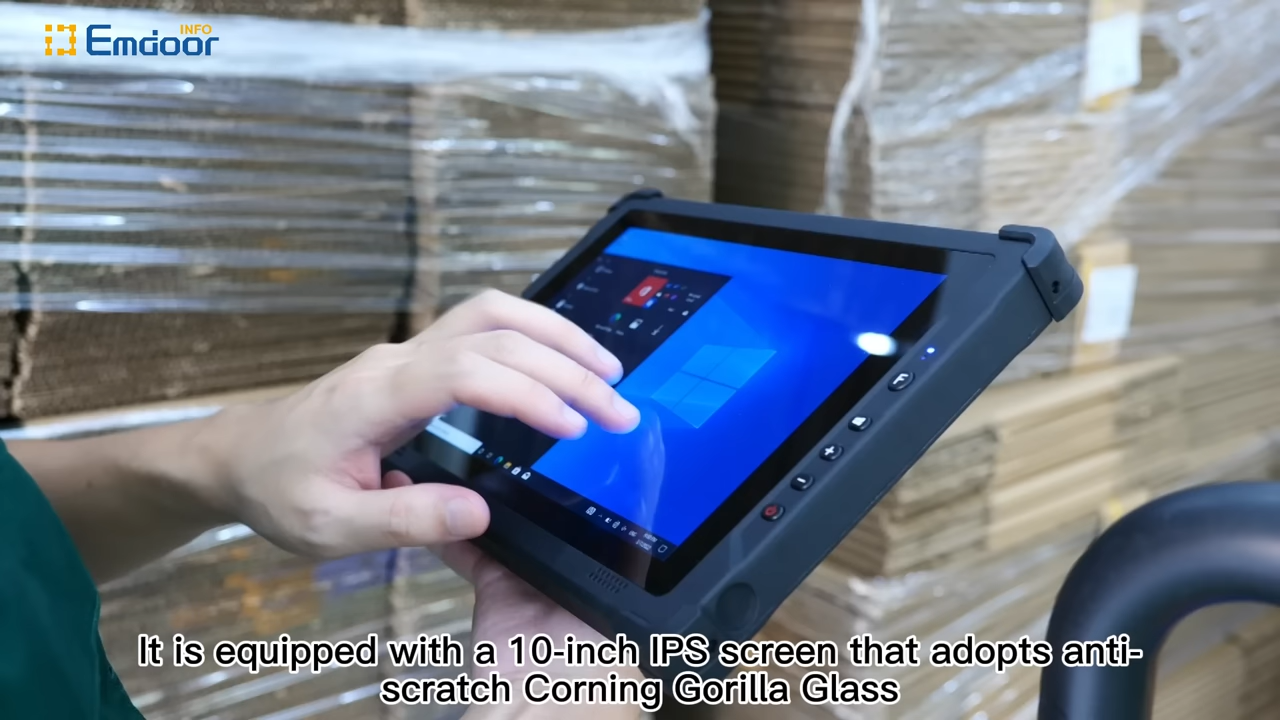 INFO
Emdoor
F
+
-
It is equipped with a 10-inch IPS screen that adopts anti-
scratch Corning Gorilla Glass